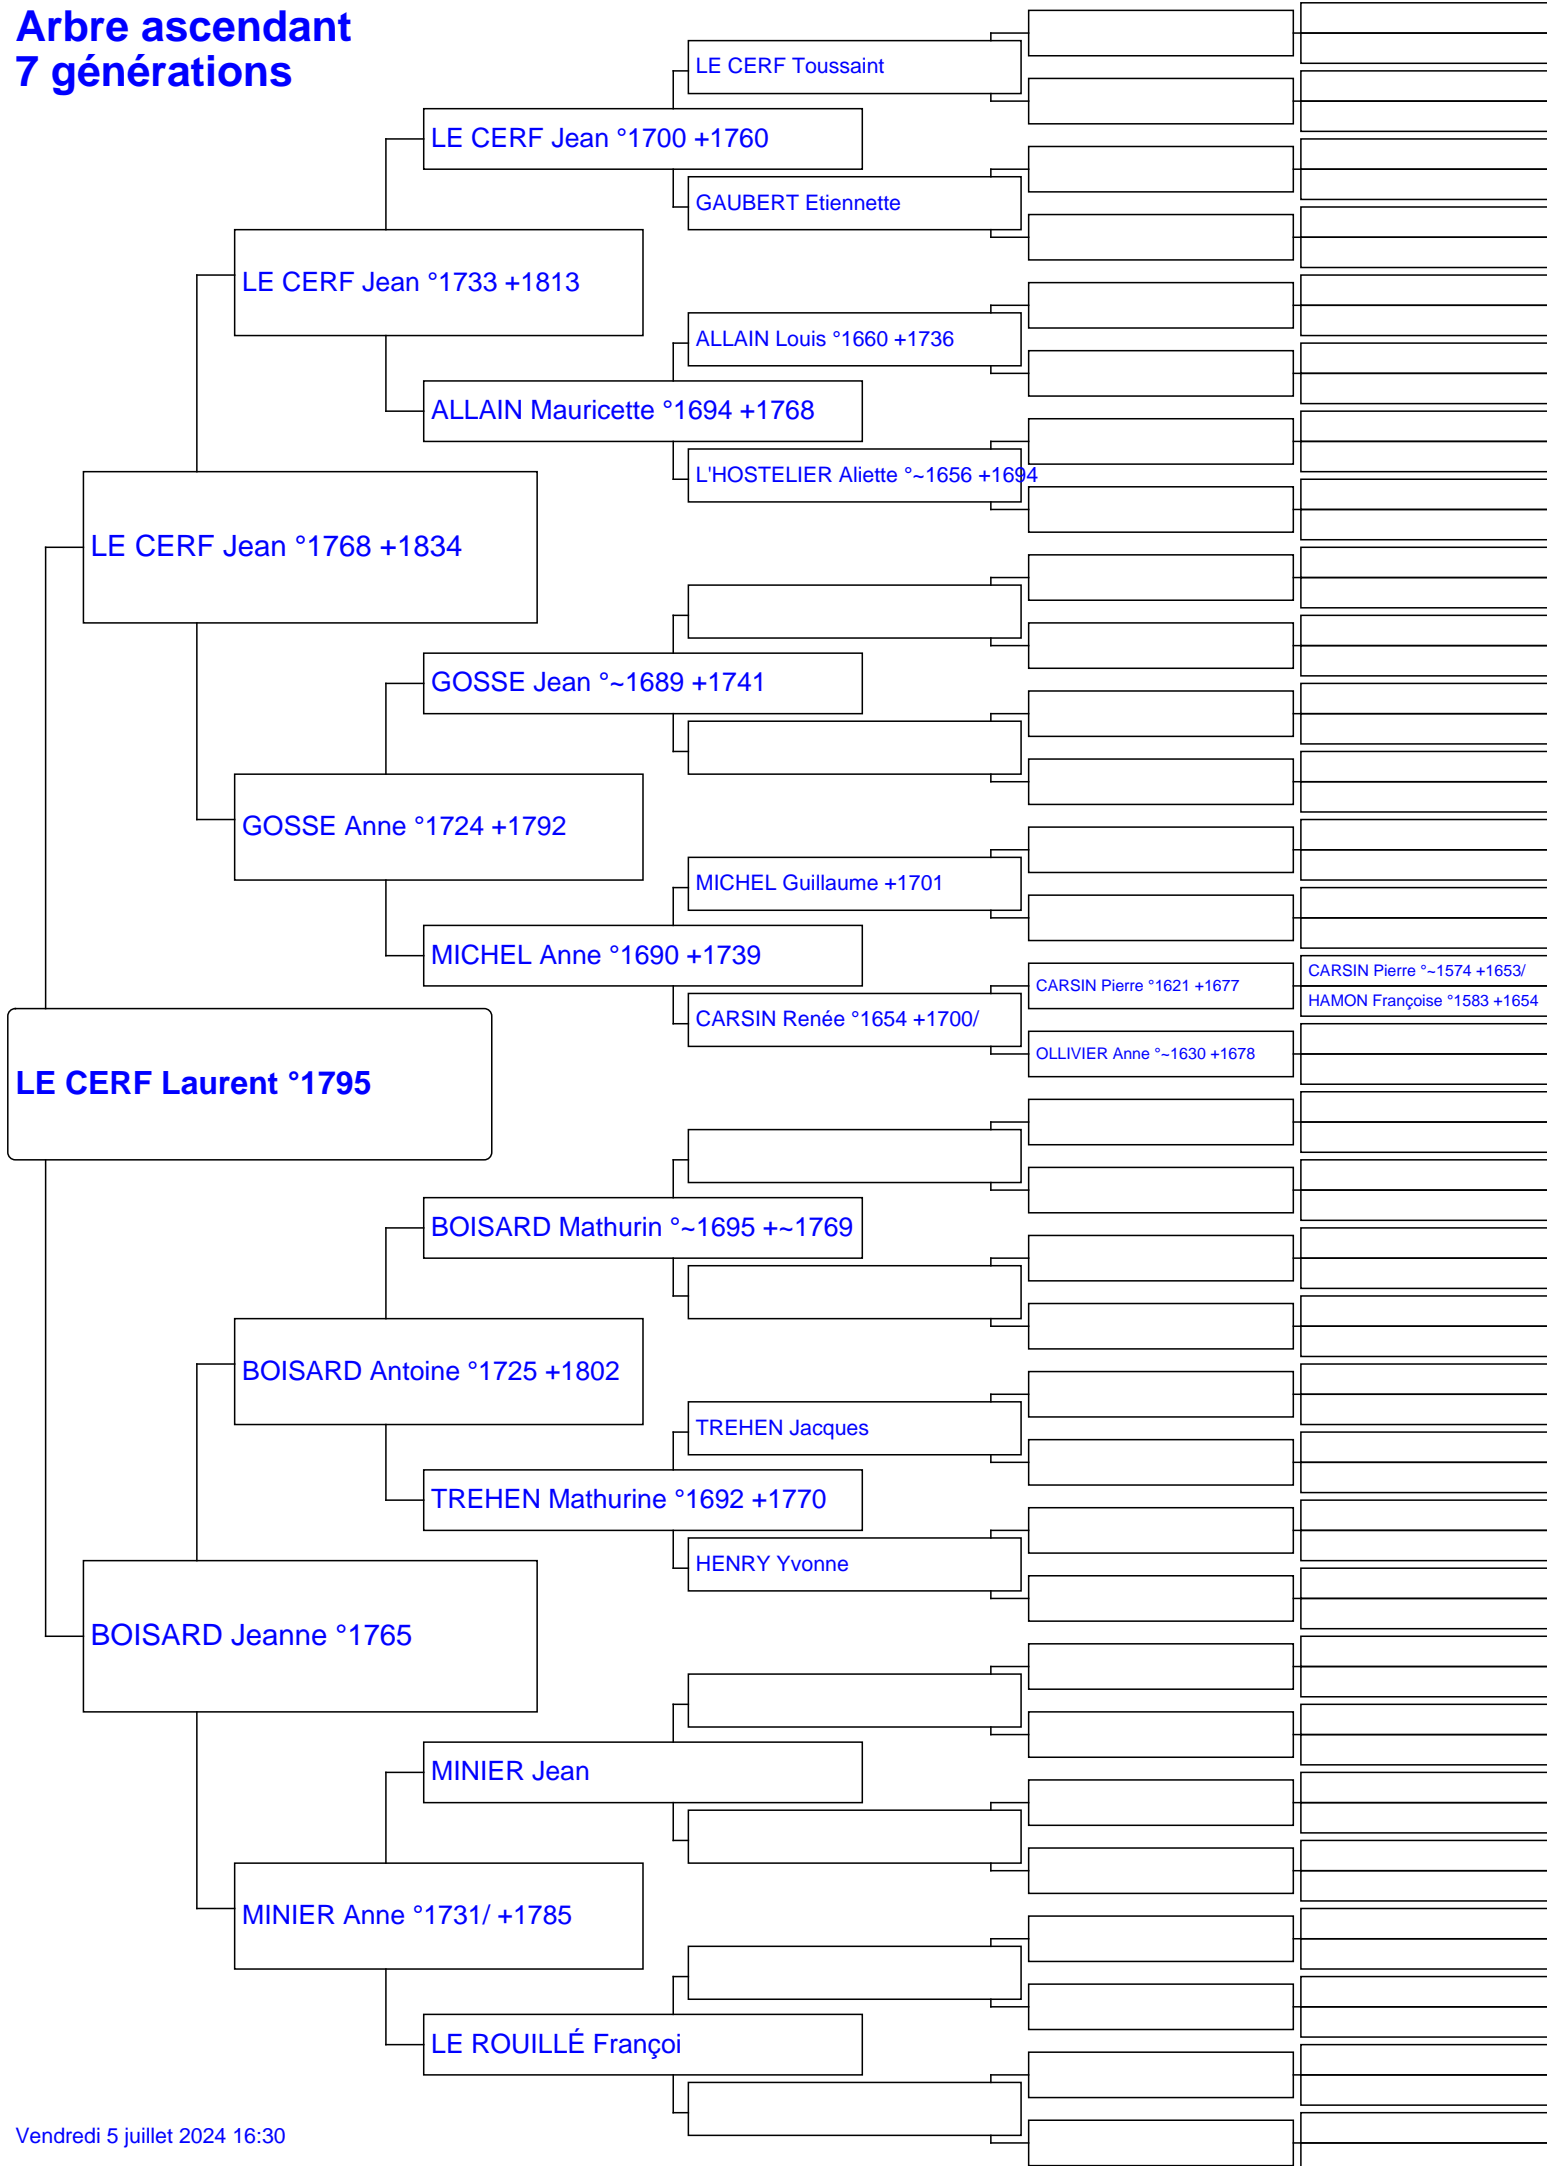 Arbre ascendant
7 générations
LE CERF Toussaint
LE CERF Jean °1700 +1760
GAUBERT Etiennette
LE CERF Jean °1733 +1813
ALLAIN Louis °1660 +1736
ALLAIN Mauricette °1694 +1768
L'HOSTELIER Aliette °~1656 +1694
LE CERF Jean °1768 +1834
GOSSE Jean °~1689 +1741
GOSSE Anne °1724 +1792
MICHEL Guillaume +1701
MICHEL Anne °1690 +1739
CARSIN Pierre °~1574 +1653/
CARSIN Pierre °1621 +1677
HAMON Françoise °1583 +1654
CARSIN Renée °1654 +1700/
OLLIVIER Anne °~1630 +1678
LE CERF Laurent °1795
BOISARD Mathurin °~1695 +~1769
BOISARD Antoine °1725 +1802
TREHEN Jacques
TREHEN Mathurine °1692 +1770
HENRY Yvonne
BOISARD Jeanne °1765
MINIER Jean
MINIER Anne °1731/ +1785
LE ROUILLÉ Françoi
Vendredi 5 juillet 2024 16:30